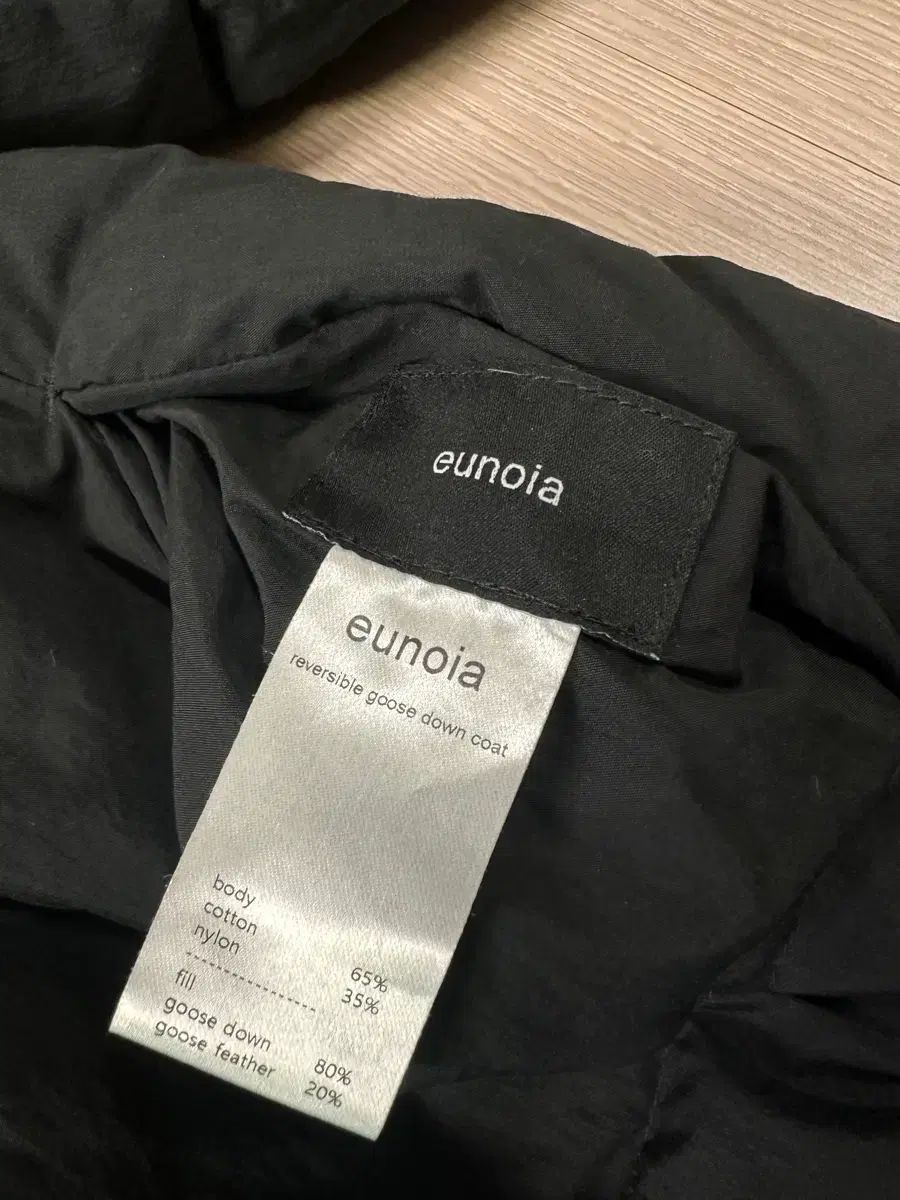 eunoia
eunoia
reversible goose down coat
body
cotton 65%
nylon 35%
----------------
fill
goose down 80%
goose feather 20%